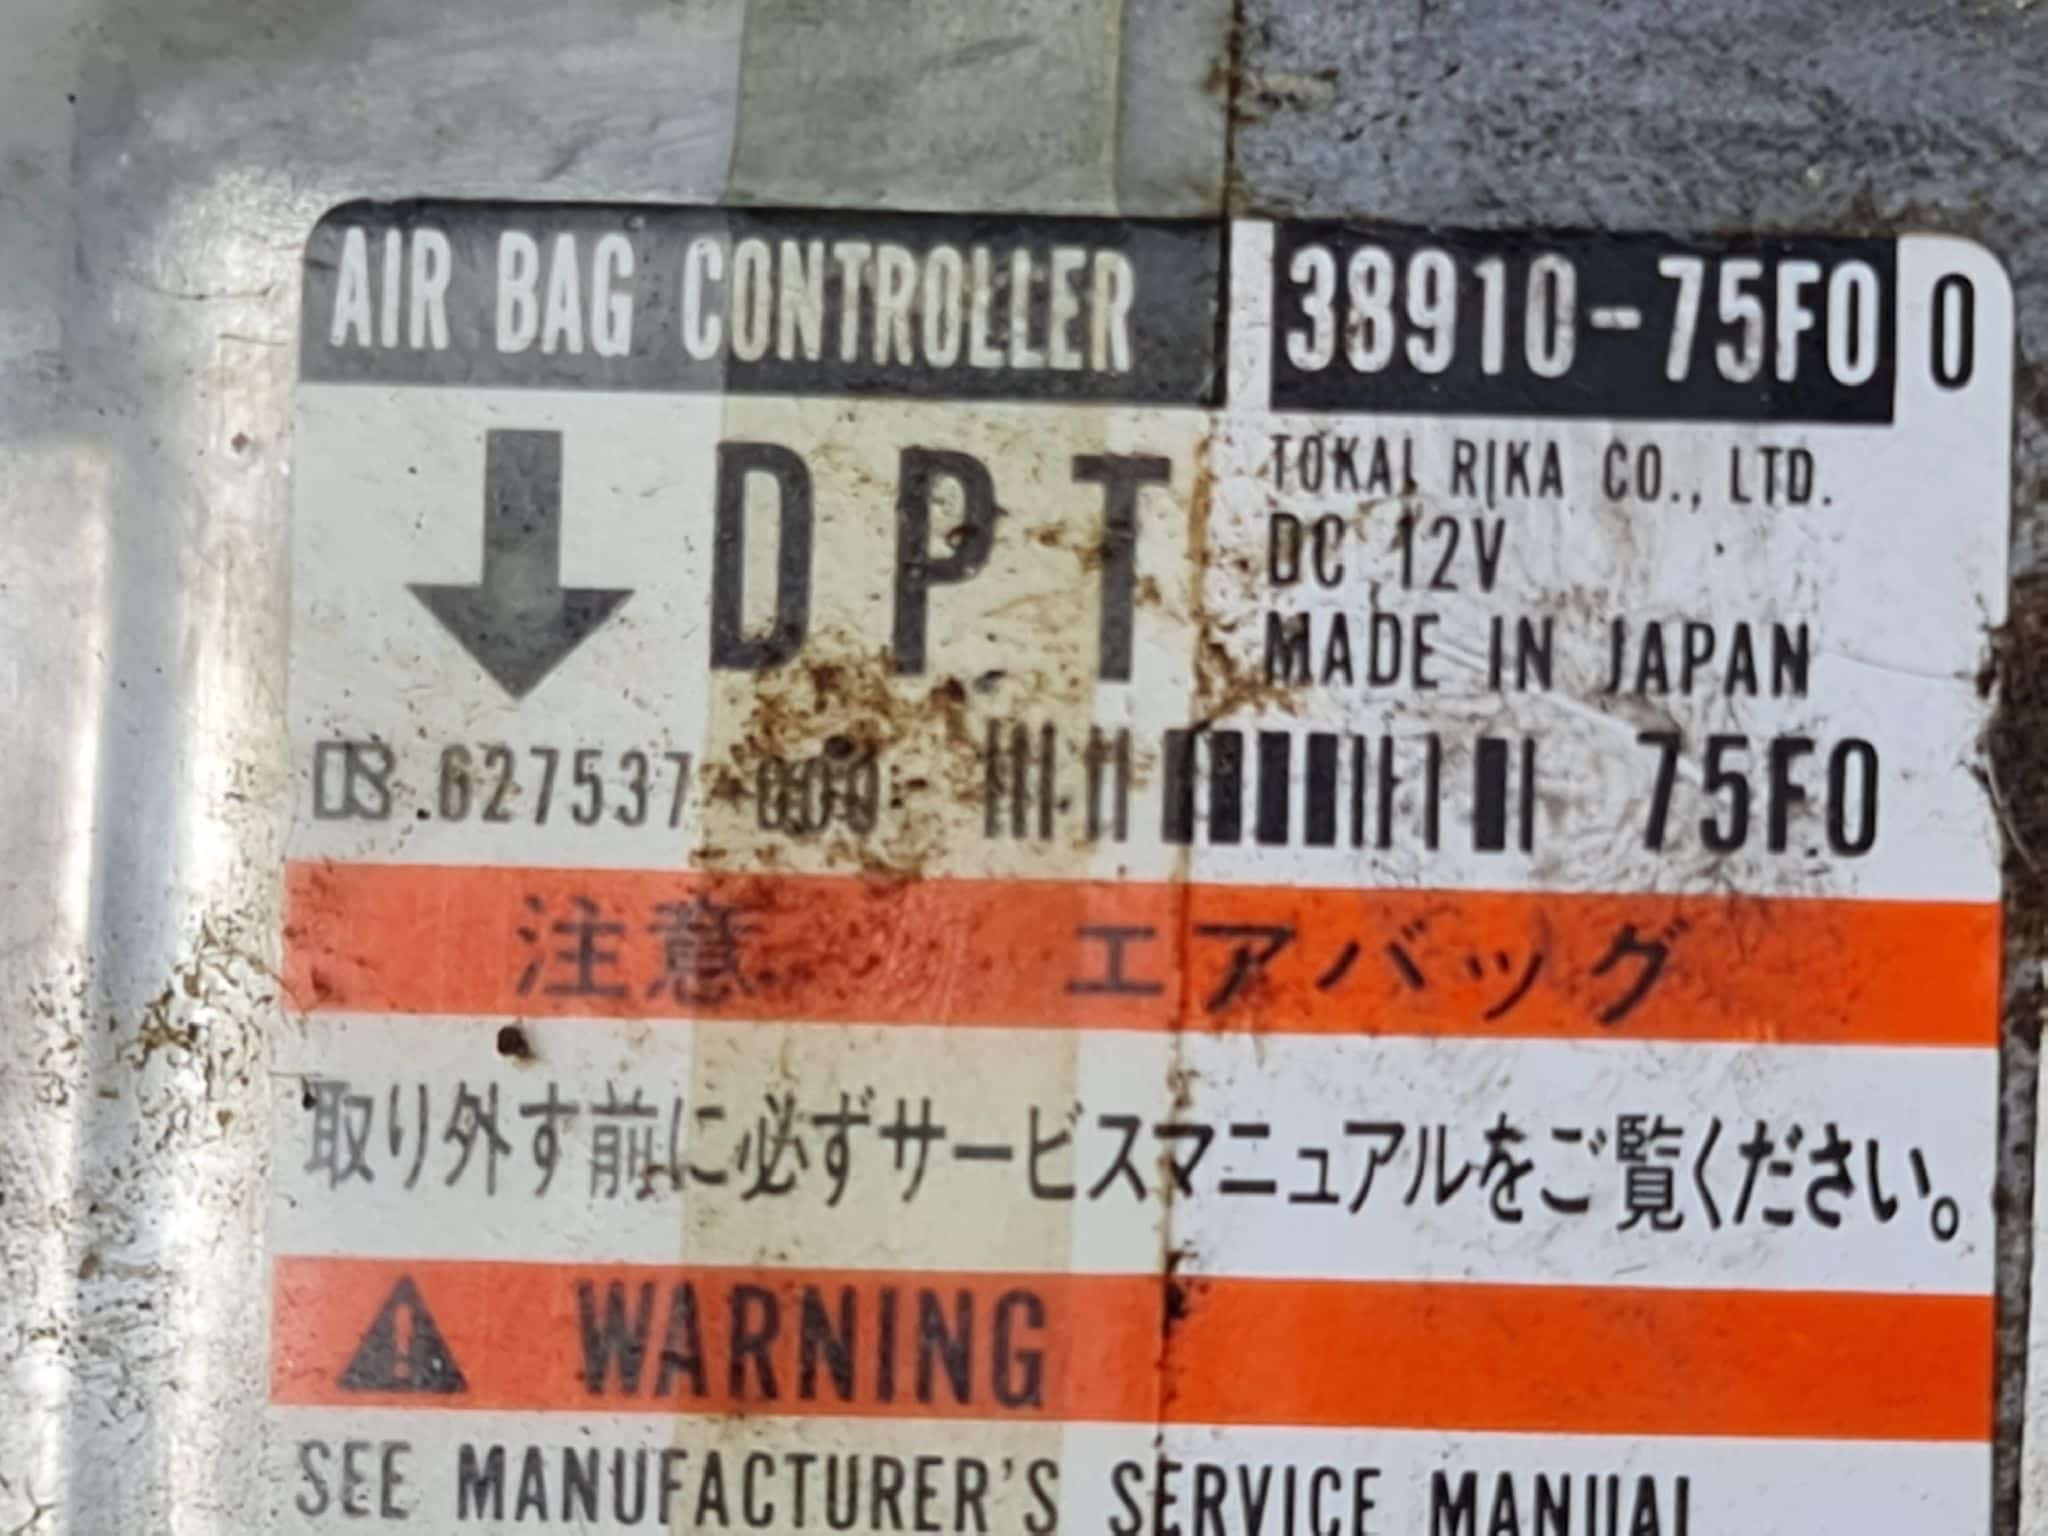 AIR BAG CONTROLLER 38910-75F0 0
DPT
TOKAI RIKA CO., LTD.
DC 12V
MADE IN JAPAN
627537 000 75F0
注意 エアバッグ
取り外す前に必ずサービスマニュアルをご覧ください。
WARNING
SEE MANUFACTURER'S SERVICE MANUAL